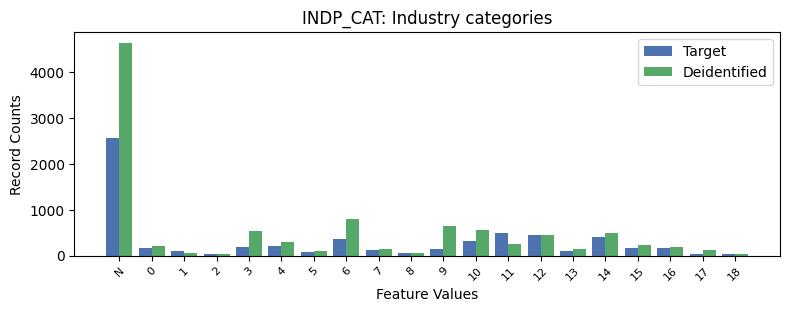 INDP_CAT: Industry categories
Target
Deidentified
Record Counts
4000
3000
2000
1000
0
N 0 1 2 3 4 5 6 7 8 9 10 11 12 13 14 15 16 17 18
Feature Values